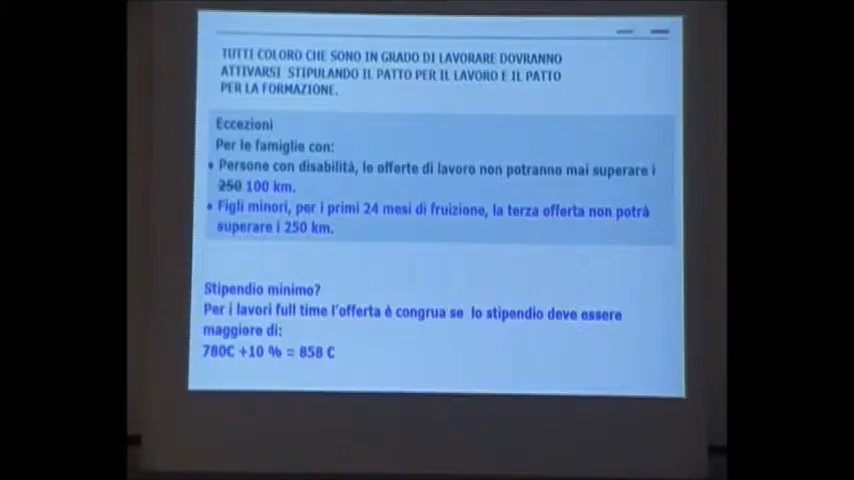 TUTTI COLORO CHE SONO IN GRADO DI LAVORARE DOVRANNO
ATTIVARSI STIPULANDO IL PATTO PER IL LAVORO E IL PATTO
PER LA FORMAZIONE.
Eccezioni
Per le famiglie con:
• Persone con disabilità, le offerte di lavoro non potranno mai superare i
250 100 km.
• Figli minori, per i primi 24 mesi di fruizione, la terza offerta non potrà
superare i 250 km.
Stipendio minimo?
Per i lavori full time l'offerta è congrua se lo stipendio deve essere
maggiore di:
780€ +10 % = 858 €